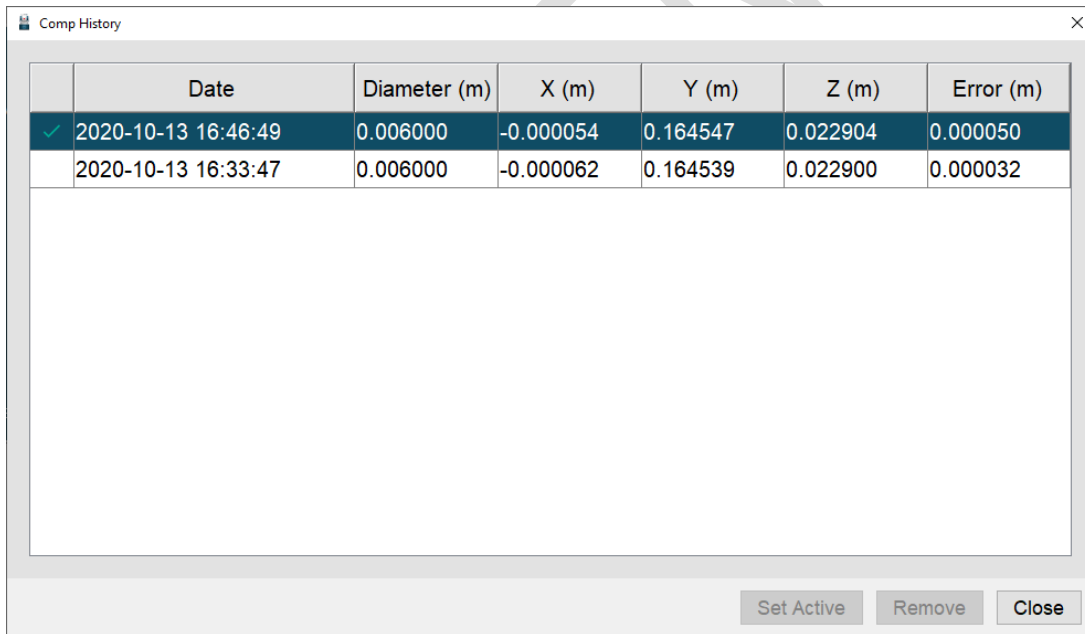 Comp History
Date Diameter (m) X (m) Y (m) Z (m) Error (m)
2020-10-13 16:46:49 0.006000 -0.000054 0.164547 0.022904 0.000050
2020-10-13 16:33:47 0.006000 -0.000062 0.164539 0.022900 0.000032
Set Active Remove Close